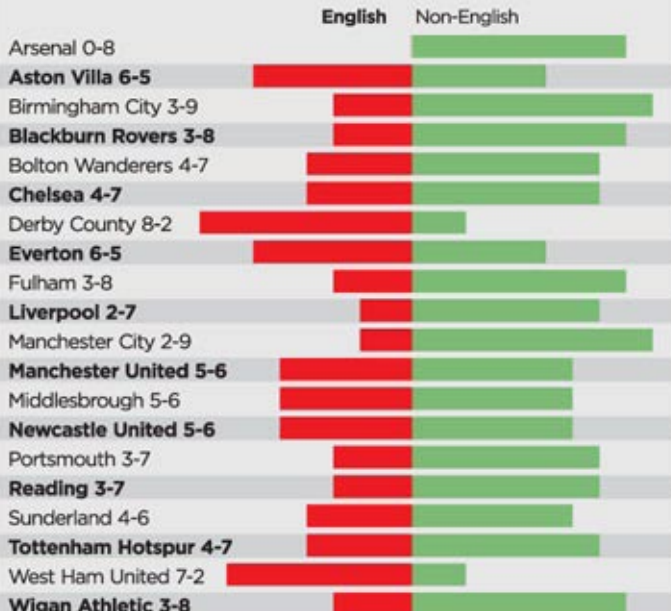 English Non-English
Arsenal 0-8
Aston Villa 6-5
Birmingham City 3-9
Blackburn Rovers 3-8
Bolton Wanderers 4-7
Chelsea 4-7
Derby County 8-2
Everton 6-5
Fulham 3-8
Liverpool 2-7
Manchester City 2-9
Manchester United 5-6
Middlesbrough 5-6
Newcastle United 5-6
Portsmouth 3-7
Reading 3-7
Sunderland 4-6
Tottenham Hotspur 4-7
West Ham United 7-2
Wigan Athletic 3-8